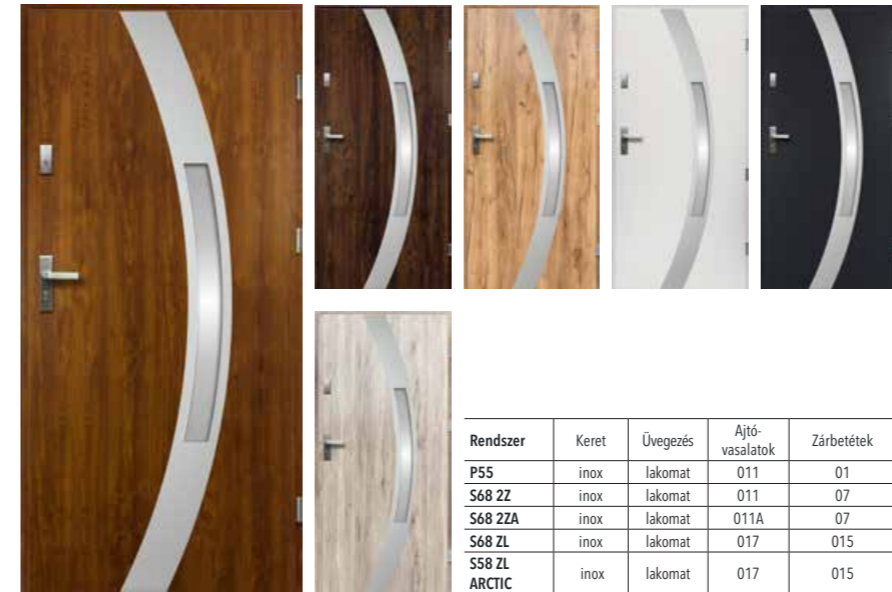 Rendszer Keret Üvegezés Ajtó-vasalatok Zárbetétek
P55 inox lakomat 011 01
S68 2Z inox lakomat 011 07
S68 2ZA inox lakomat 011A 07
S68 ZL inox lakomat 017 015
S58 ZL ARCTIC inox lakomat 017 015